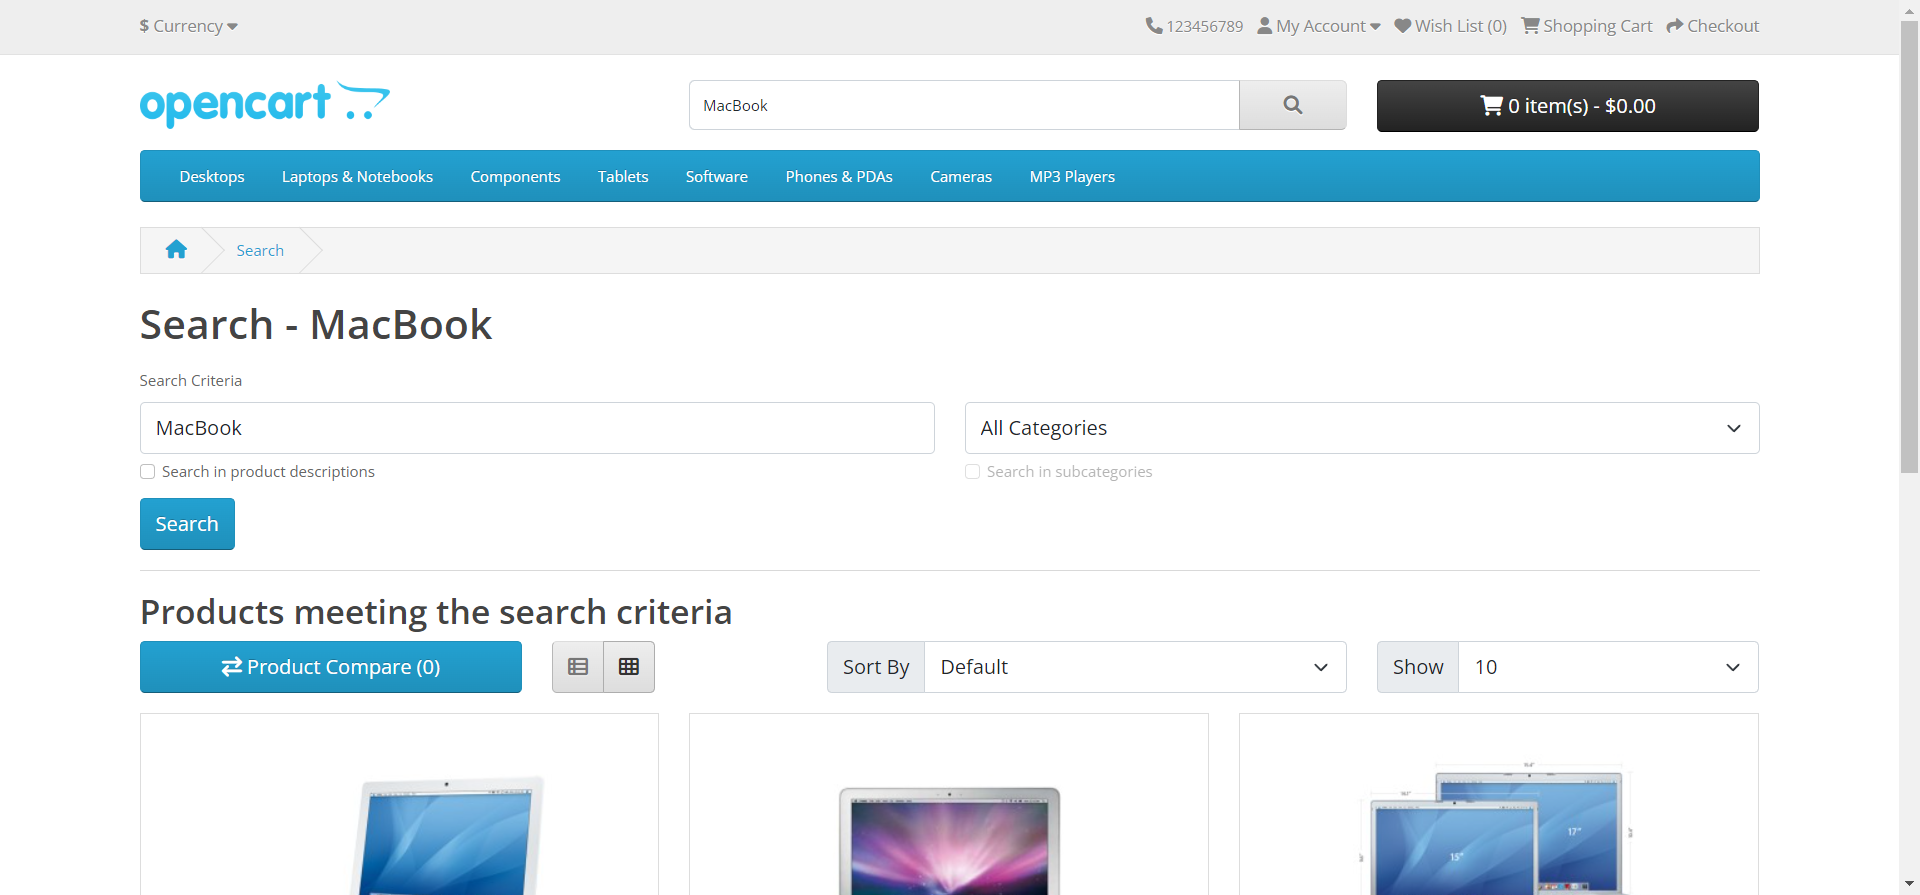 $ Currency
123456789 My Account Wish List (0) Shopping Cart Checkout
opencart
MacBook
0 item(s) - $0.00
Desktops Laptops & Notebooks Components Tablets Software Phones & PDAs Cameras MP3 Players
Search
Search - MacBook
Search Criteria
MacBook
All Categories
Search in product descriptions
Search in subcategories
Search
Products meeting the search criteria
Product Compare (0)
Sort By Default
Show 10
17"
15"